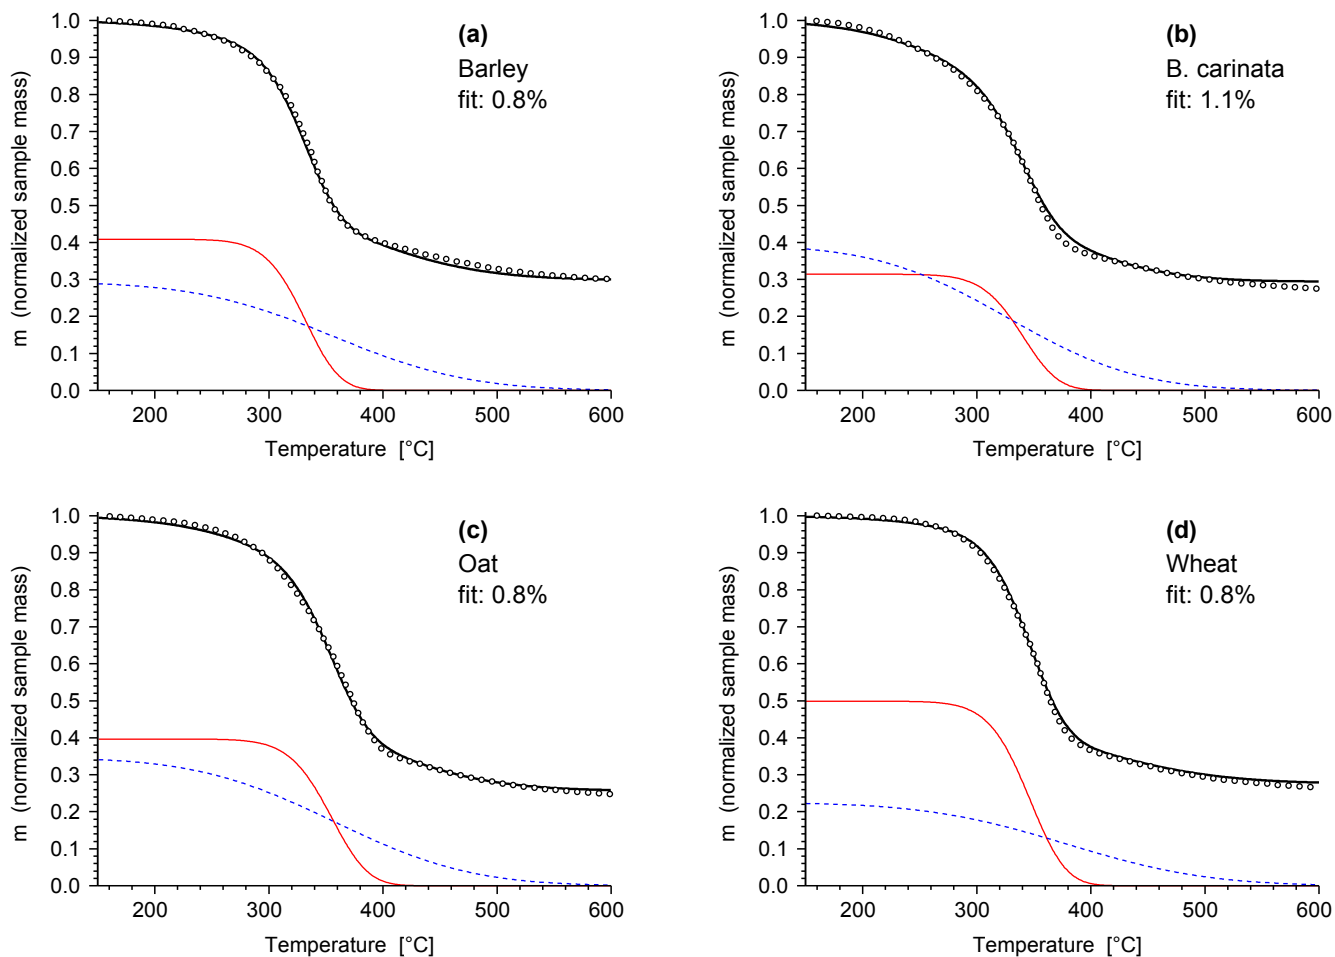 1.0
0.9
0.8
0.7
0.6
0.5
0.4
0.3
0.2
0.1
0.0
m (normalized sample mass)
(a)
Barley
fit: 0.8%
200 300 400 500 600
Temperature [°C]
1.0
0.9
0.8
0.7
0.6
0.5
0.4
0.3
0.2
0.1
0.0
m (normalized sample mass)
(b)
B. carinata
fit: 1.1%
200 300 400 500 600
Temperature [°C]
1.0
0.9
0.8
0.7
0.6
0.5
0.4
0.3
0.2
0.1
0.0
m (normalized sample mass)
(c)
Oat
fit: 0.8%
200 300 400 500 600
Temperature [°C]
1.0
0.9
0.8
0.7
0.6
0.5
0.4
0.3
0.2
0.1
0.0
m (normalized sample mass)
(d)
Wheat
fit: 0.8%
200 300 400 500 600
Temperature [°C]